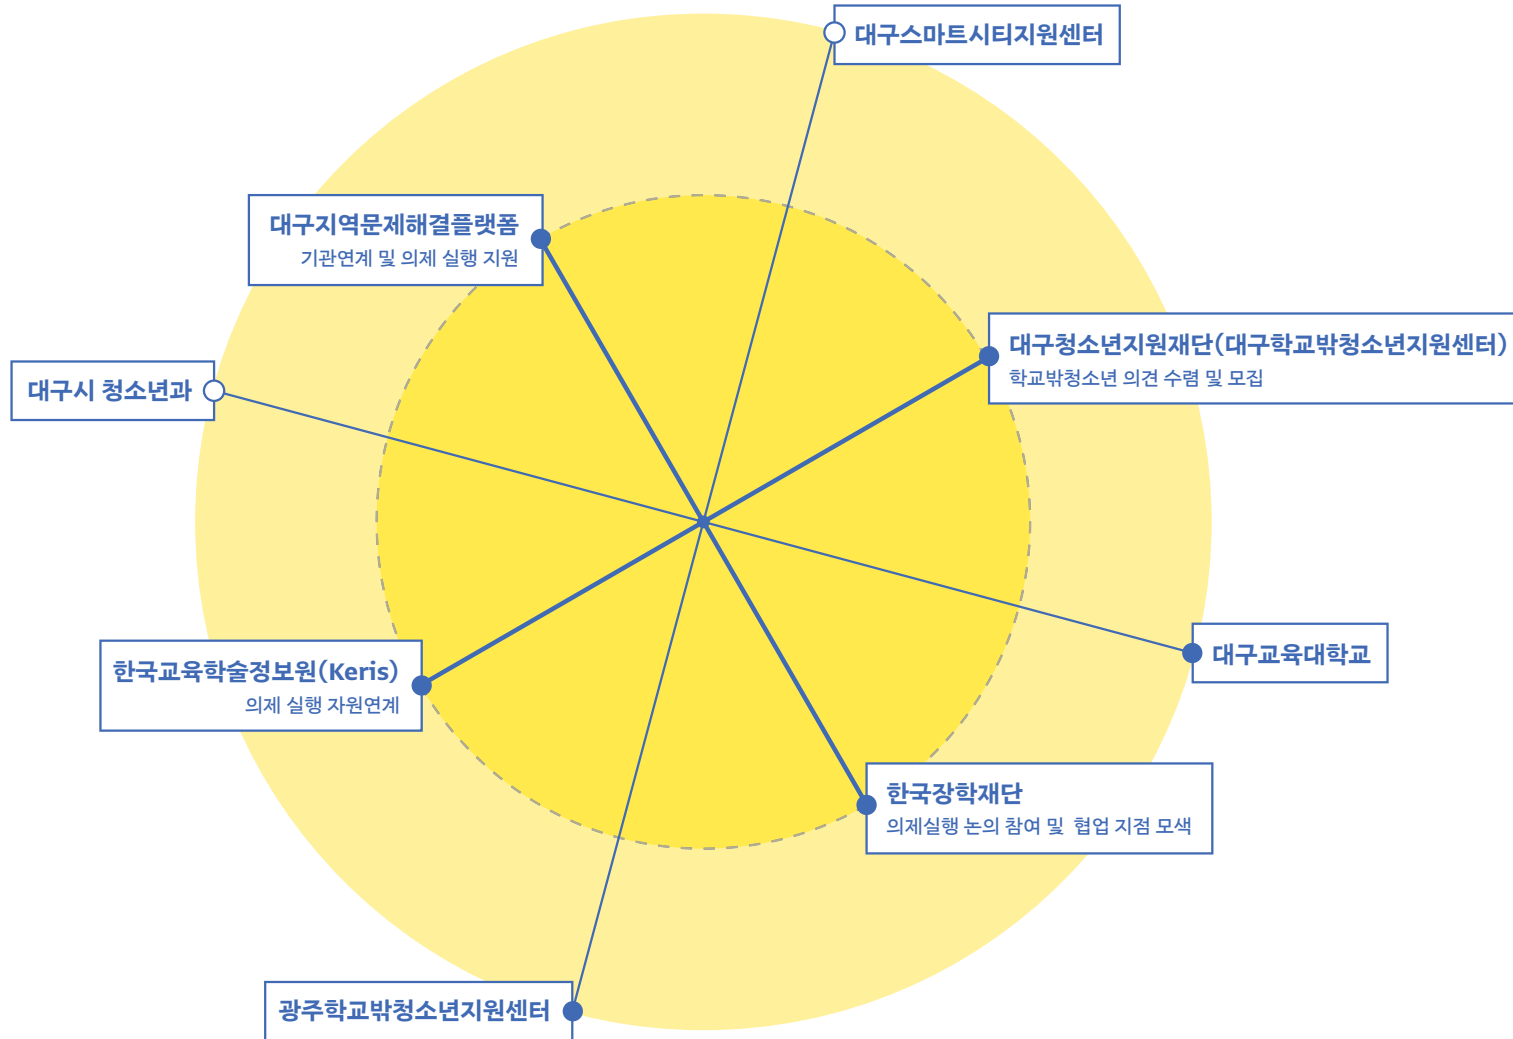 대구스마트시티지원센터
대구지역문제해결플랫폼
기관연계 및 의제 실행 지원
대구청소년지원재단(대구학교밖청소년지원센터)
학교밖청소년 의견 수렴 및 모집
대구시 청소년과
한국교육학술정보원(Keris)
의제 실행 자원연계
대구교육대학교
한국장학재단
의제실행 논의 참여 및 협업 지점 모색
광주학교밖청소년지원센터